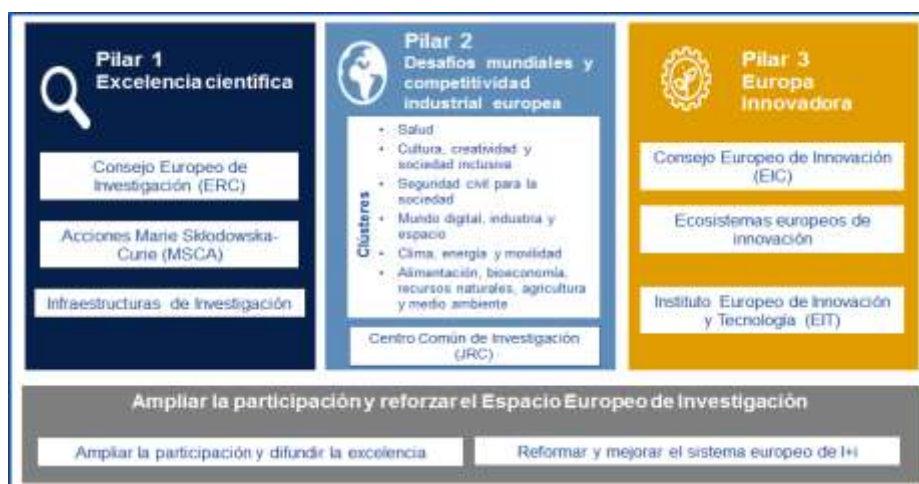 Pilar 1
Excelencia científica
Consejo Europeo de
Investigación (ERC)
Acciones Marie Skłodowska-
Curie (MSCA)
Infraestructuras de Investigación
Pilar 2
Desafíos mundiales y
competitividad
industrial europea
Clústeres
• Salud
• Cultura, creatividad y
sociedad inclusiva
• Seguridad civil para la
sociedad
• Mundo digital, industria y
espacio
• Clima, energía y movilidad
• Alimentación, bioeconomía,
recursos naturales, agricultura
y medio ambiente
Centro Común de Investigación
(JRC)
Pilar 3
Europa
Innovadora
Consejo Europeo de Innovación
(EIC)
Ecosistemas europeos de
innovación
Instituto Europeo de Innovación
y Tecnología (EIT)
Ampliar la participación y reforzar el Espacio Europeo de Investigación
Ampliar la participación y difundir la excelencia
Reformar y mejorar el sistema europeo de I+i